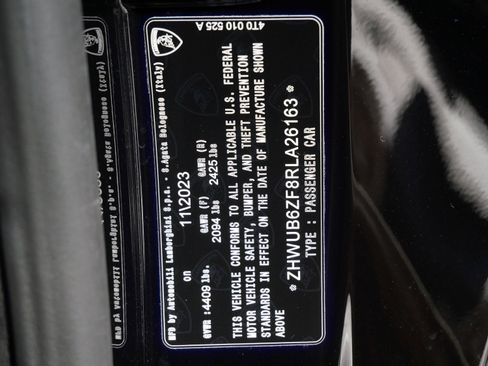 4T0 010 525 A
MFD by Automobili Lamborghini S.p.A. - S.Agata Bolognese (Italy)
on 11\2023
GVWR :4409 lbs. GAWR (F) 2094 lbs GAWR (R) 2425 lbs
THIS VEHICLE CONFORMS TO ALL APPLICABLE U.S. FEDERAL
MOTOR VEHICLE SAFETY, BUMPER, AND THEFT PREVENTION
STANDARDS IN EFFECT ON THE DATE OF MANUFACTURE SHOWN
ABOVE
* ZHWUB6ZF8RLA26163 *
TYPE : PASSENGER CAR